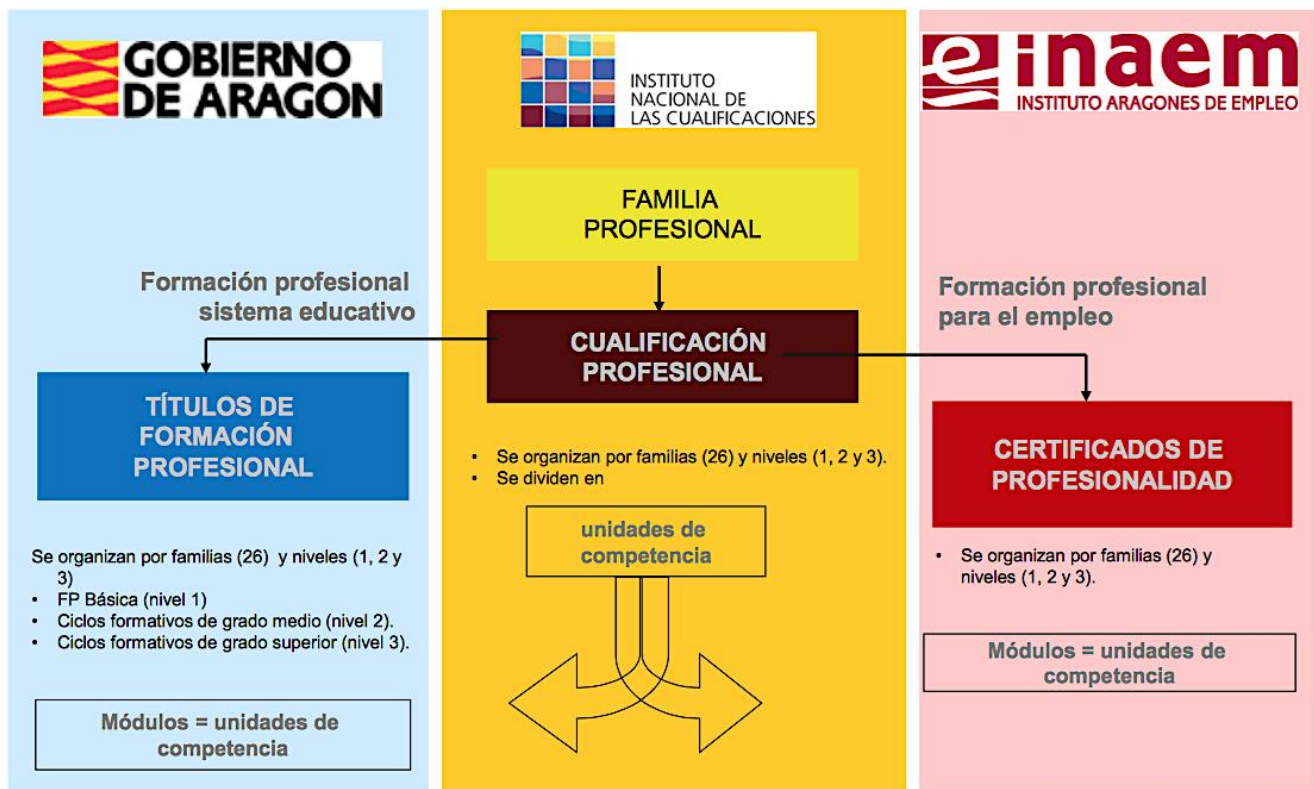 GOBIERNO
DE ARAGON
Formación profesional
sistema educativo
TÍTULOS DE
FORMACIÓN
PROFESIONAL
Se organizan por familias (26) y niveles (1, 2 y
3)
• FP Básica (nivel 1)
• Ciclos formativos de grado medio (nivel 2).
• Ciclos formativos de grado superior (nivel 3).
Módulos = unidades de
competencia
INSTITUTO
NACIONAL DE
LAS CUALIFICACIONES
FAMILIA
PROFESIONAL
CUALIFICACIÓN
PROFESIONAL
• Se organizan por familias (26) y niveles (1, 2 y 3).
• Se dividen en
unidades de
competencia
e inaem
INSTITUTO ARAGONES DE EMPLEO
Formación profesional
para el empleo
CERTIFICADOS DE
PROFESIONALIDAD
• Se organizan por familias (26) y
niveles (1, 2 y 3).
Módulos = unidades de
competencia